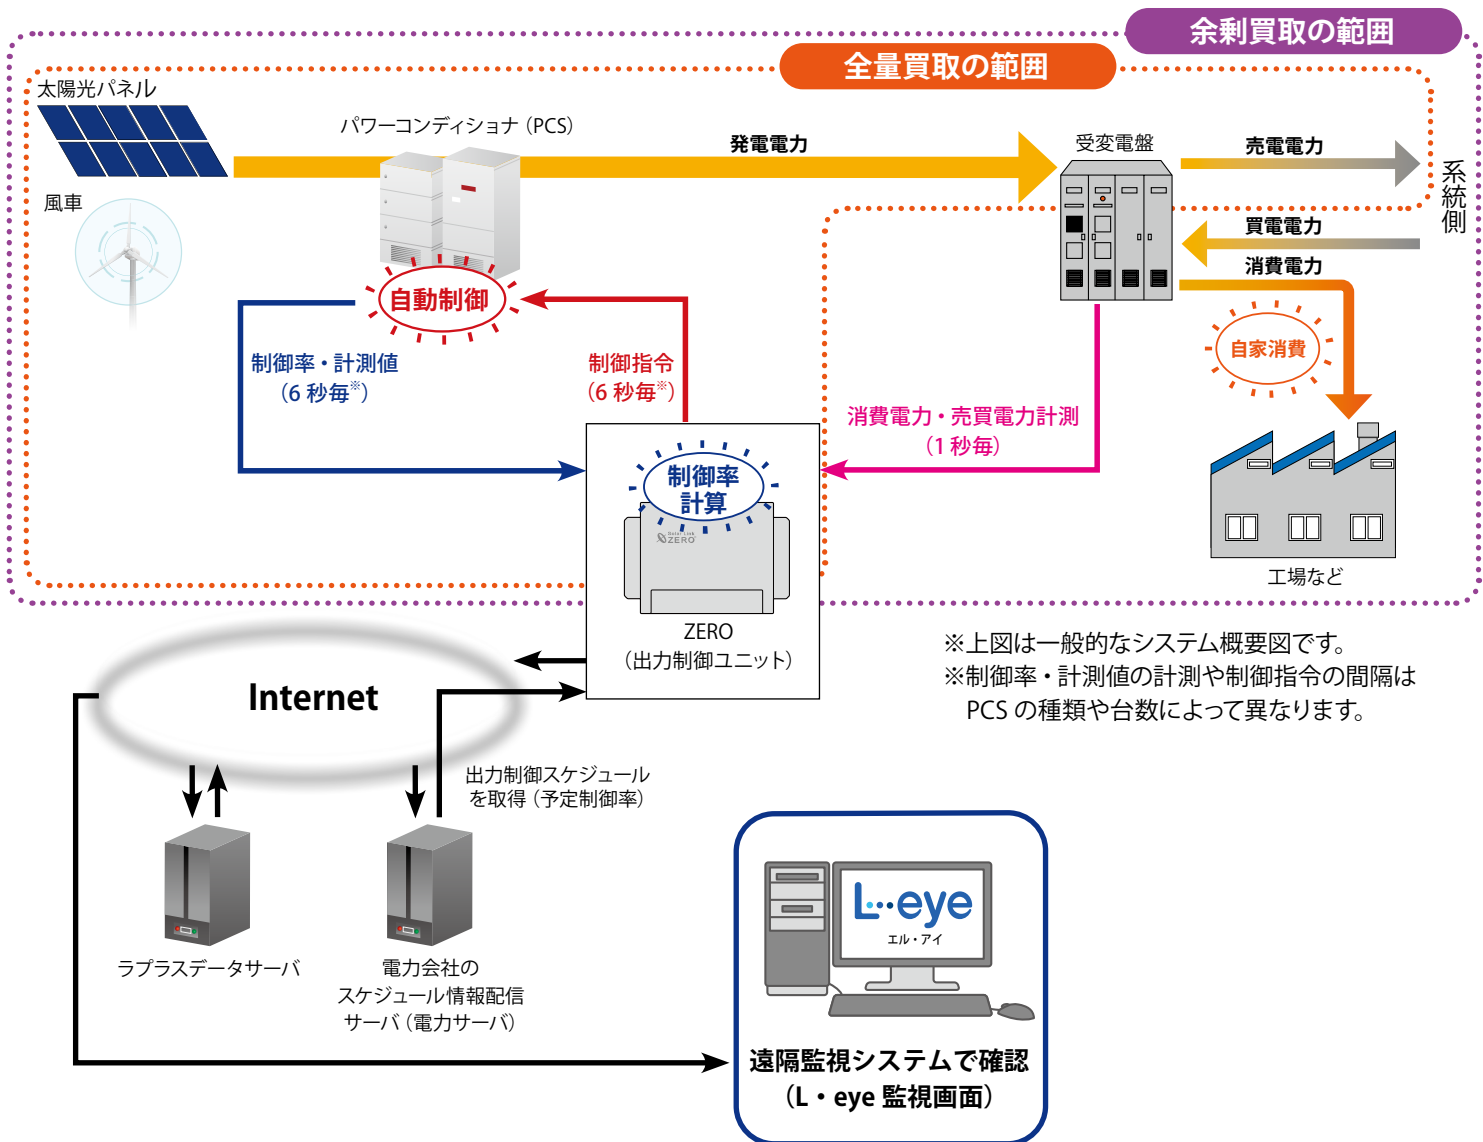 余剰買取の範囲
全量買取の範囲
太陽光パネル
パワーコンディショナ（PCS）
発電電力
受変電盤
売電電力
系統側
風車
買電電力
消費電力
自動制御
自家消費
制御率・計測値
（6 秒毎※）
制御指令
（6 秒毎※）
消費電力・売買電力計測
（1 秒毎）
制御率
計算
Solar Link
ZERO
工場など
ZERO
（出力制御ユニット）
※上図は一般的なシステム概要図です。
※制御率・計測値の計測や制御指令の間隔は
PCS の種類や台数によって異なります。
Internet
出力制御スケジュール
を取得（予定制御率）
L・・eye
エル・アイ
ラプラスデータサーバ
電力会社の
スケジュール情報配信
サーバ（電力サーバ）
遠隔監視システムで確認
（L・eye 監視画面）